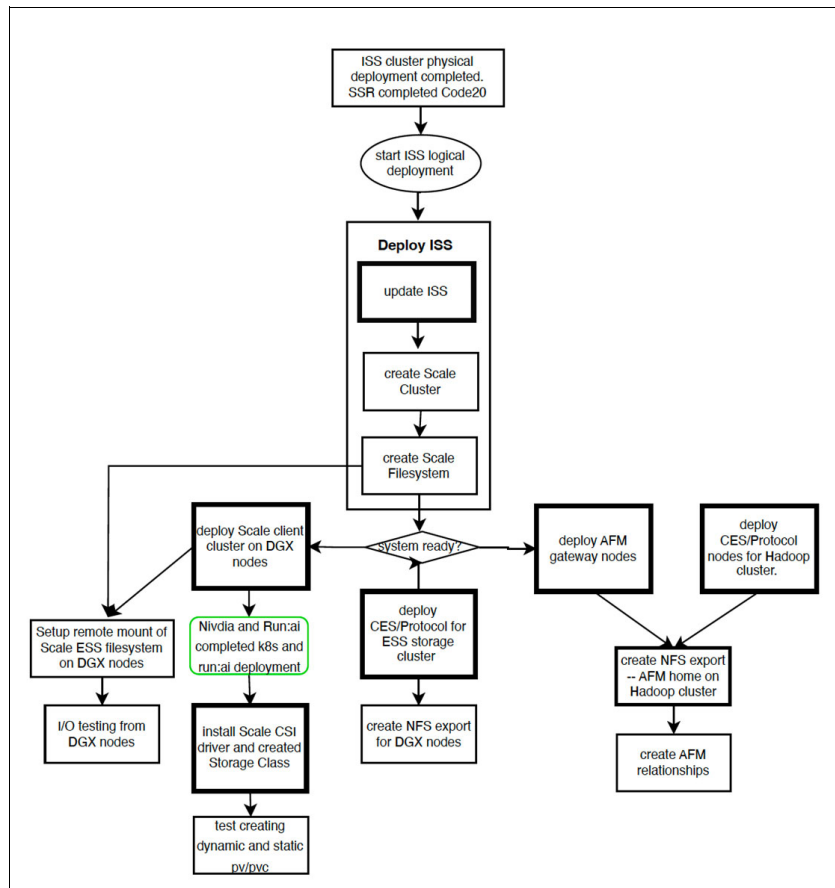 ISS cluster physical
deployment completed.
SSR completed Code20
start ISS logical
deployment
Deploy ISS
update ISS
create Scale
Cluster
create Scale
Filesystem
system ready?
deploy Scale client
cluster on DGX
nodes
deploy AFM
gateway nodes
deploy
CES/Protocol
nodes for Hadoop
cluster.
Setup remote mount of
Scale ESS filesystem
on DGX nodes
Nivdia and Run:ai
completed k8s and
run:ai deployment
deploy
CES/Protocol for
ESS storage
cluster
create NFS export
-- AFM home on
Hadoop cluster
I/O testing from
DGX nodes
install Scale CSI
driver and created
Storage Class
create NFS export
for DGX nodes
create AFM
relationships
test creating
dynamic and static
pv/pvc